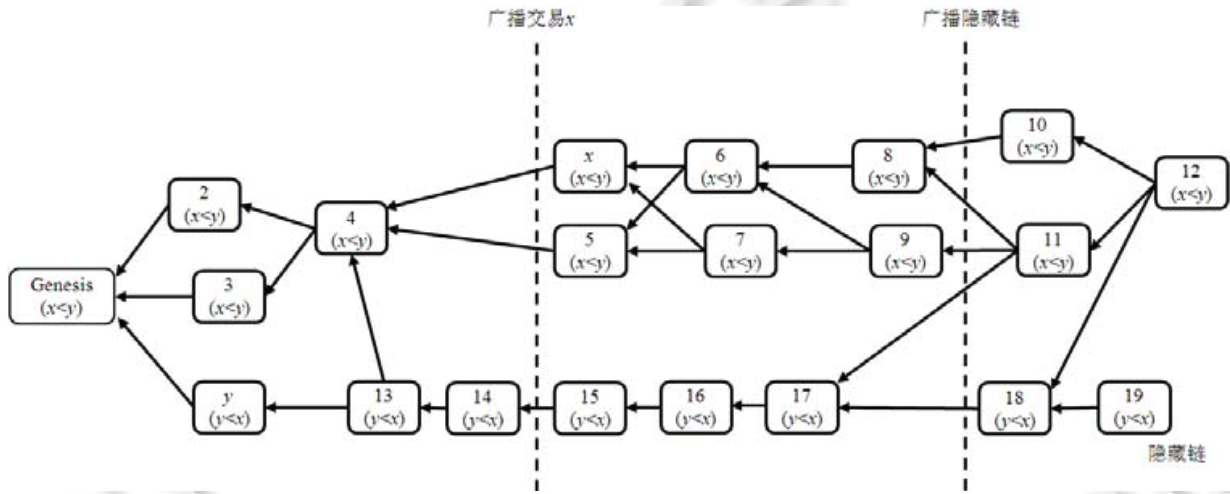 广播交易x
广播隐藏链
Genesis
(x<y)
2
(x<y)
3
(x<y)
4
(x<y)
x
(x<y)
5
(x<y)
6
(x<y)
7
(x<y)
8
(x<y)
9
(x<y)
10
(x<y)
11
(x<y)
12
(x<y)
y
(y<x)
13
(y<x)
14
(y<x)
15
(y<x)
16
(y<x)
17
(y<x)
18
(y<x)
19
(y<x)
隐藏链